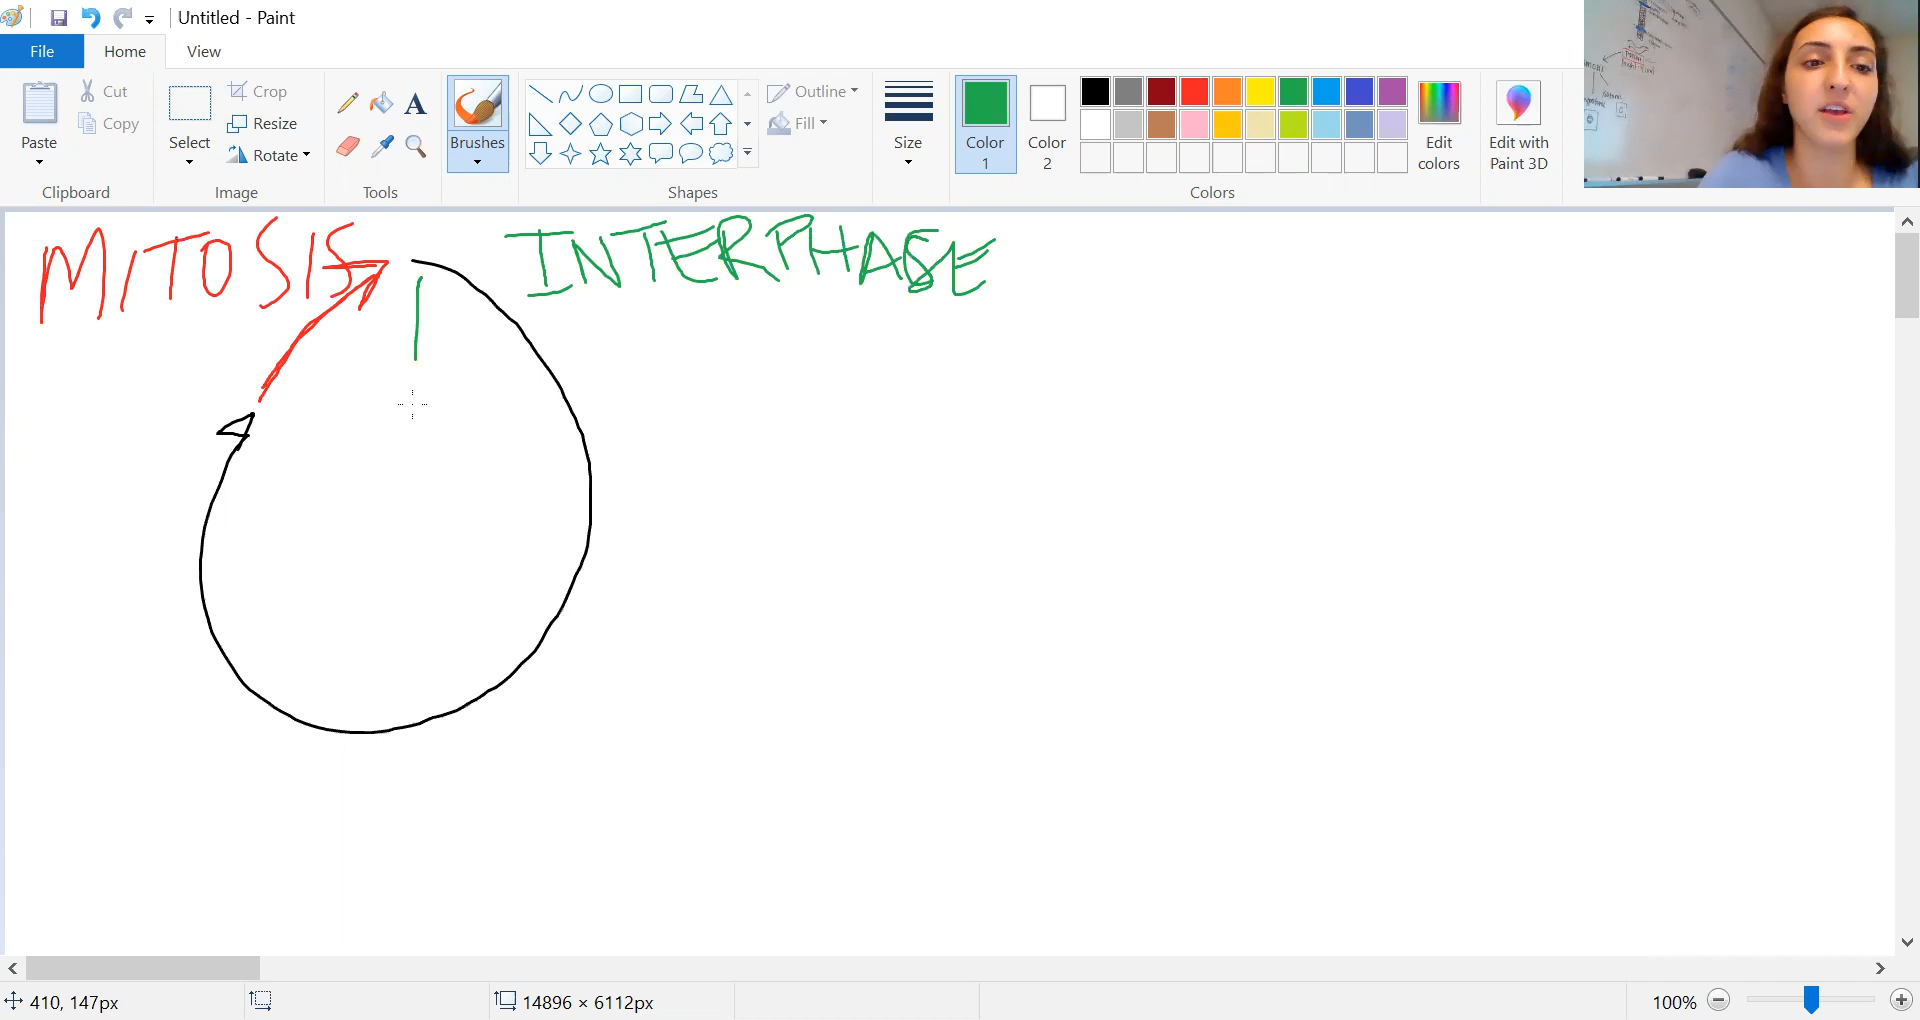 Untitled - Paint
File Home View
Paste Cut Copy Clipboard
Select Crop Resize Rotate Image
Tools
Brushes
Outline Fill Shapes
Size
Color 1 Color 2 Edit colors Colors
Edit with Paint 3D
MITOSIS INTERPHASE
410, 147px 14896 × 6112px 100%